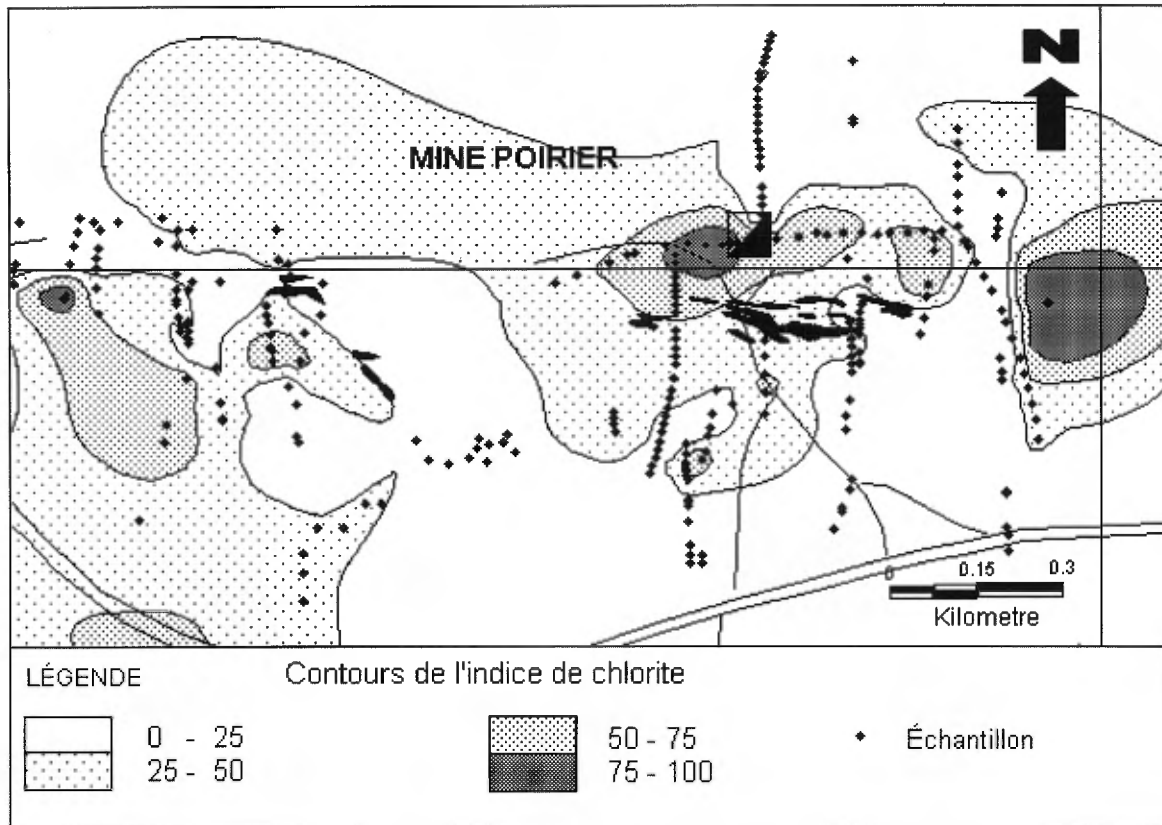 N
MINE POIRIER
0 0.15 0.3
Kilometre
LÉGENDE
Contours de l'indice de chlorite
0 - 25
25 - 50
50 - 75
75 - 100
Échantillon